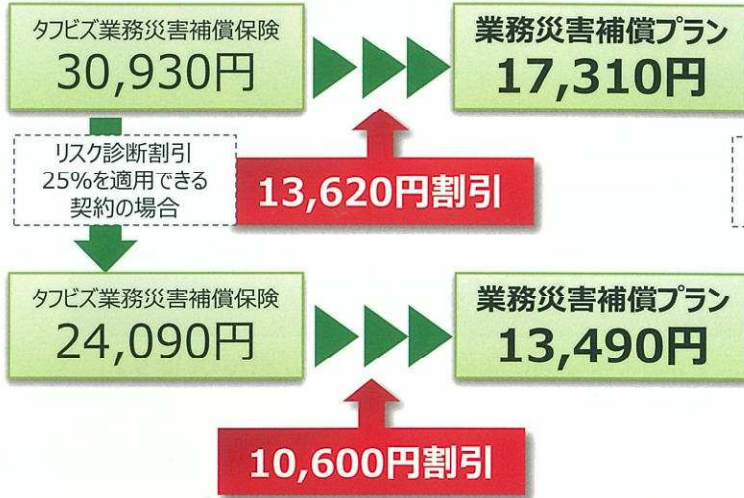 タフビズ業務災害補償保険
30,930円
業務災害補償プラン
17,310円
リスク診断割引
25%を適用できる
契約の場合
13,620円割引
タフビズ業務災害補償保険
24,090円
業務災害補償プラン
13,490円
10,600円割引